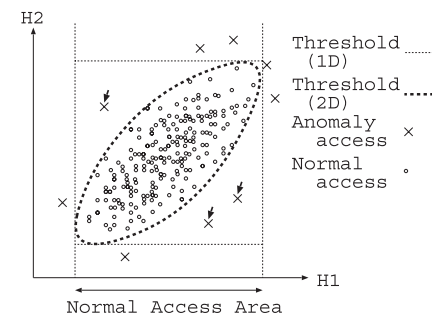 H2
Threshold
(1D)
Threshold
(2D)
Anomaly
access
Normal
access
H1
Normal Access Area